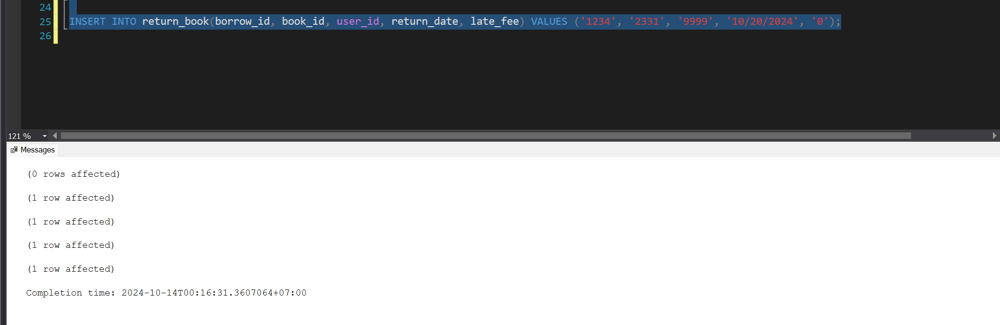 24
25 INSERT INTO return_book(borrow_id, book_id, user_id, return_date, late_fee) VALUES ('1234', '2331', '9999', '10/20/2024', '0');
26
121 %
Messages
(0 rows affected)
(1 row affected)
(1 row affected)
(1 row affected)
(1 row affected)
Completion time: 2024-10-14T00:16:31.3607064+07:00